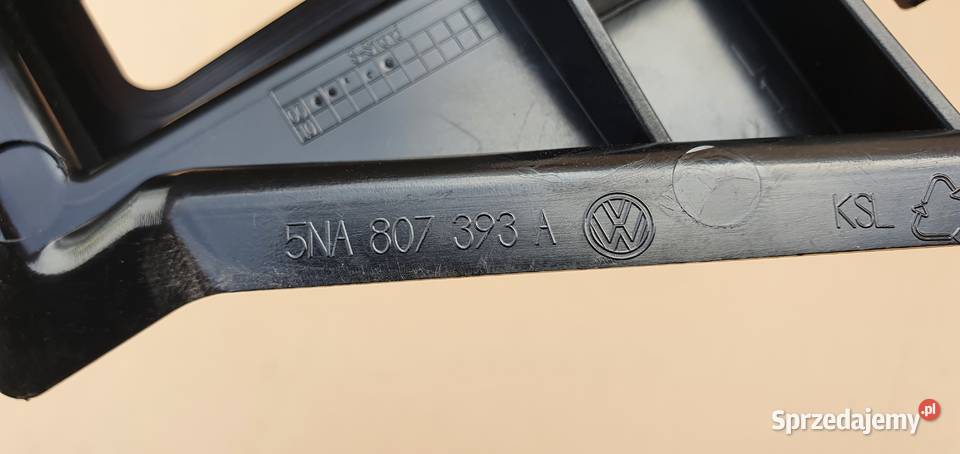 5NA 807 393 A
KSL
Sprzedajemy.pl